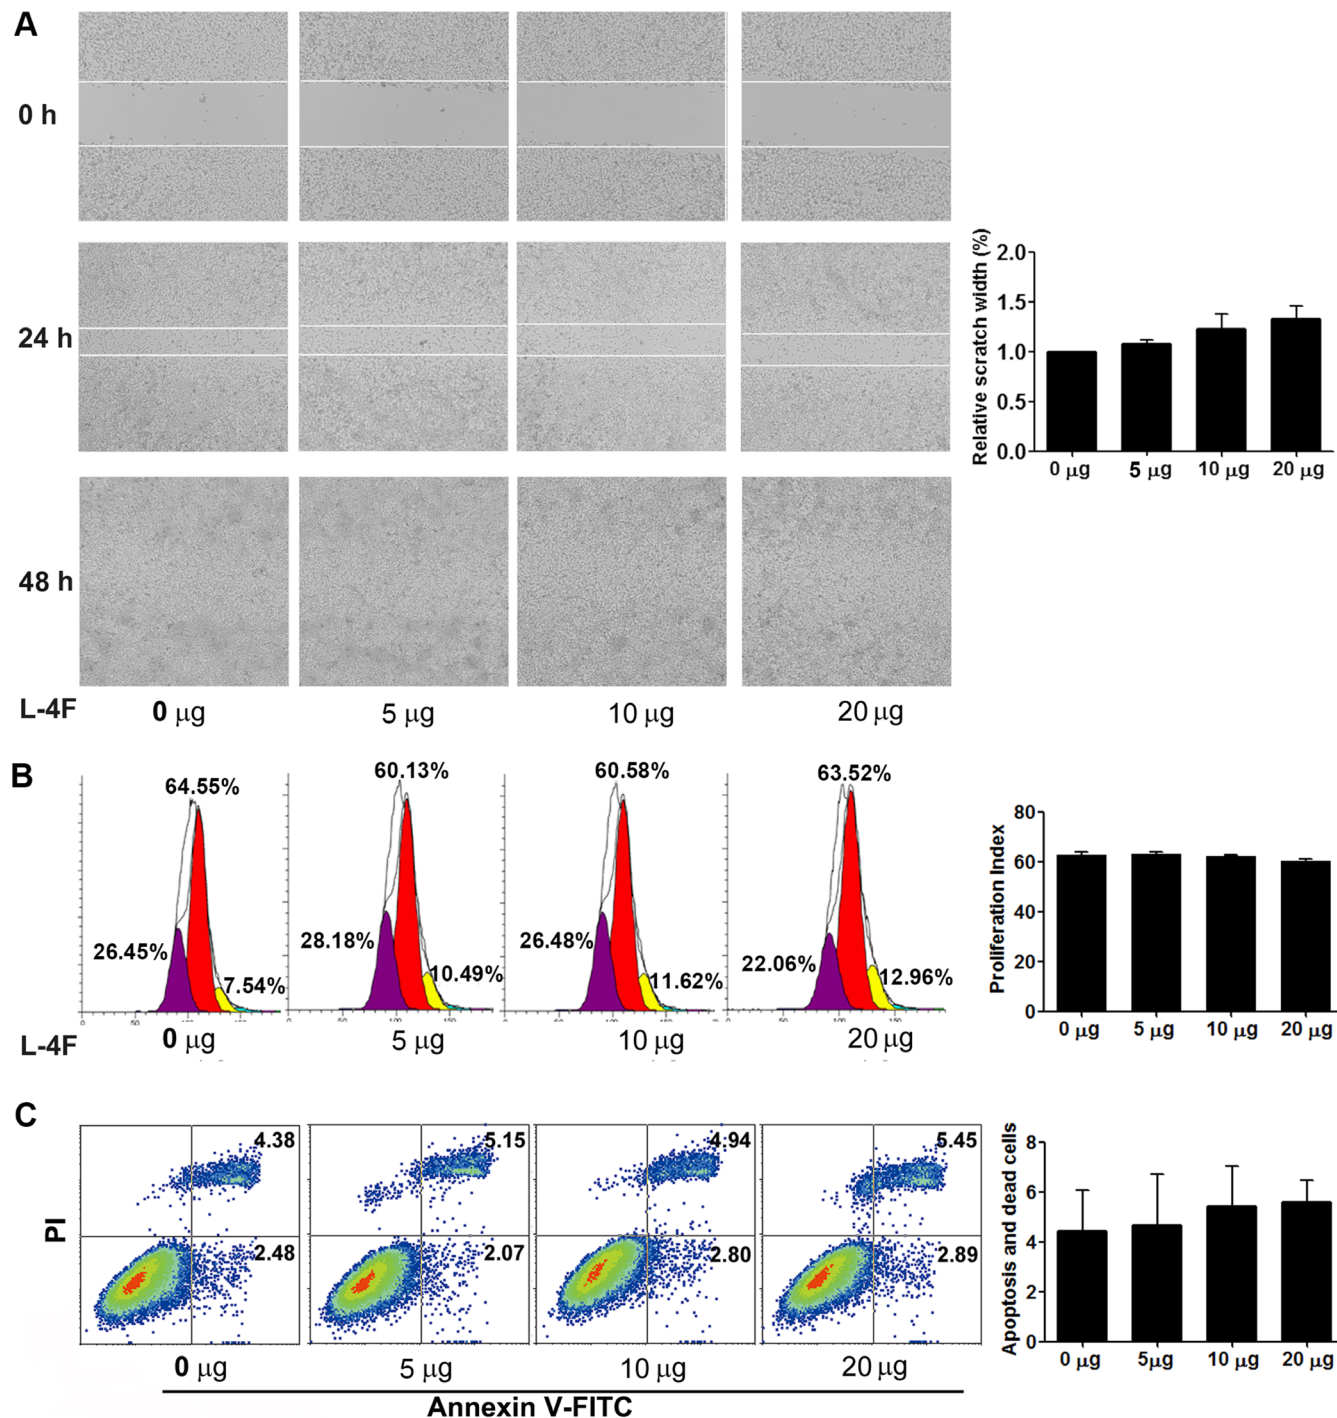 A
0 h
24 h
48 h
L-4F
0 µg
5 µg
10 µg
20 µg
Relative scratch width (%)
2.0
1.5
1.0
0.5
0.0
0 µg
5 µg
10 µg
20 µg
B
64.55%
26.45%
7.54%
60.13%
28.18%
10.49%
60.58%
26.48%
11.62%
63.52%
22.06%
12.96%
L-4F
0 µg
5 µg
10 µg
20 µg
Proliferation Index
80
60
40
20
0
0 µg
5 µg
10 µg
20 µg
C
PI
4.38
2.48
5.15
2.07
4.94
2.80
5.45
2.89
0 µg
5 µg
10 µg
20 µg
Annexin V-FITC
Apoptosis and dead cells
8
6
4
2
0
0 µg
5µg
10 µg
20 µg